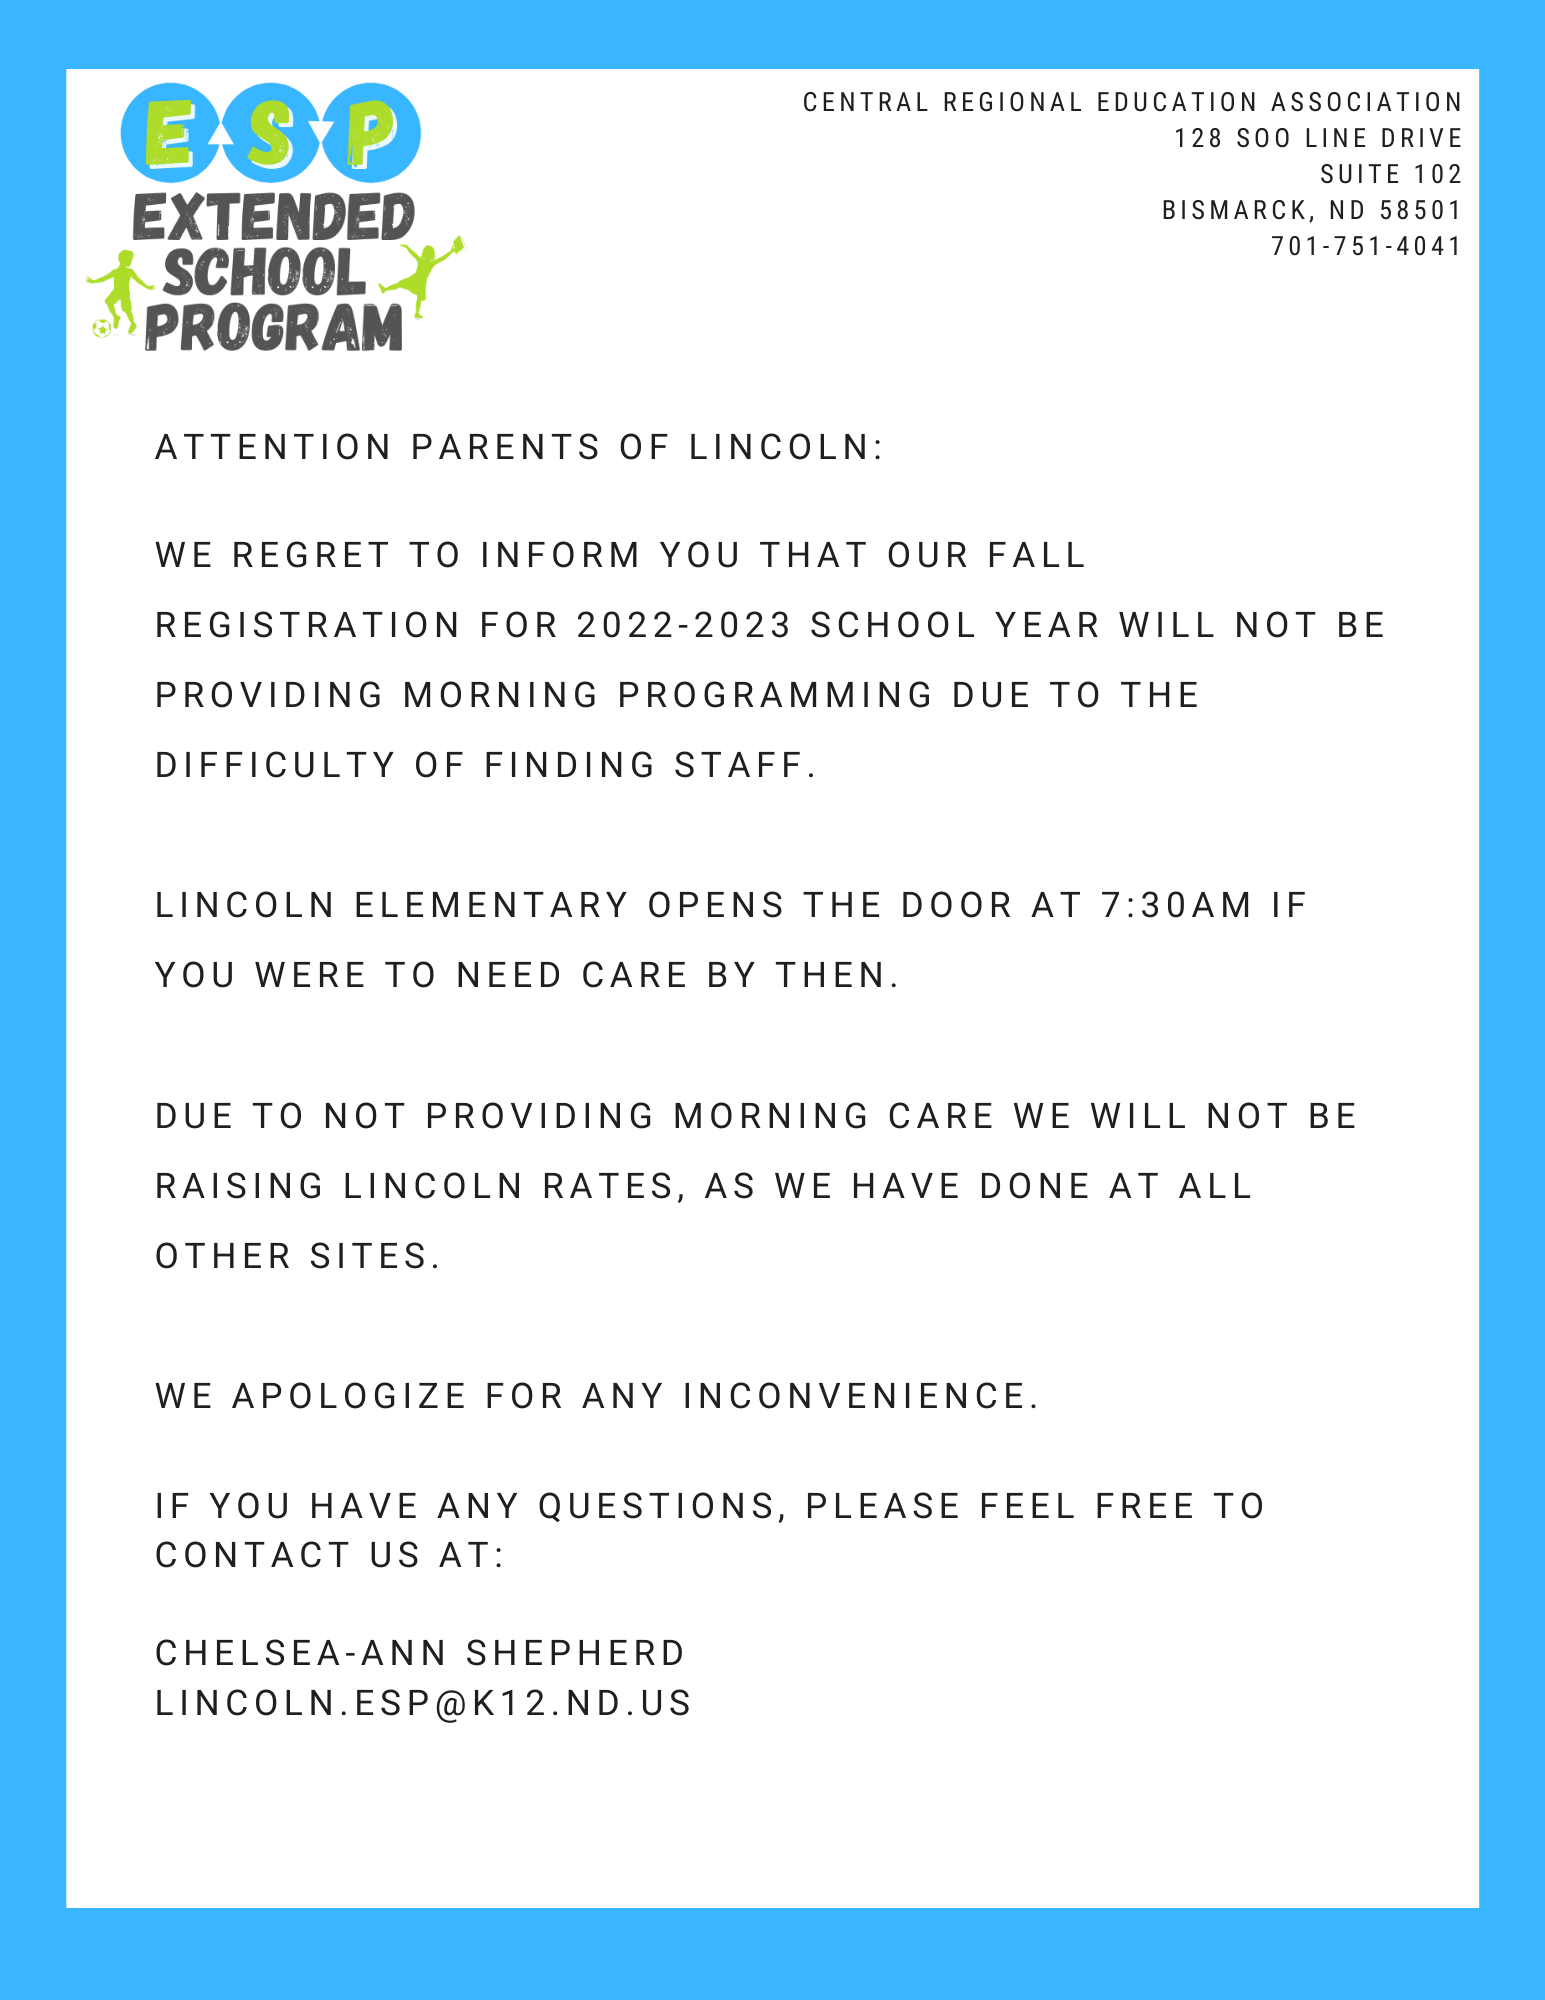 E S P
EXTENDED
SCHOOL
PROGRAM
CENTRAL REGIONAL EDUCATION ASSOCIATION
128 SOO LINE DRIVE
SUITE 102
BISMARCK, ND 58501
701-751-4041
ATTENTION PARENTS OF LINCOLN:
WE REGRET TO INFORM YOU THAT OUR FALL
REGISTRATION FOR 2022-2023 SCHOOL YEAR WILL NOT BE
PROVIDING MORNING PROGRAMMING DUE TO THE
DIFFICULTY OF FINDING STAFF.
LINCOLN ELEMENTARY OPENS THE DOOR AT 7:30AM IF
YOU WERE TO NEED CARE BY THEN.
DUE TO NOT PROVIDING MORNING CARE WE WILL NOT BE
RAISING LINCOLN RATES, AS WE HAVE DONE AT ALL
OTHER SITES.
WE APOLOGIZE FOR ANY INCONVENIENCE.
IF YOU HAVE ANY QUESTIONS, PLEASE FEEL FREE TO
CONTACT US AT:
CHELSEA-ANN SHEPHERD
LINCOLN.ESP@K12.ND.US